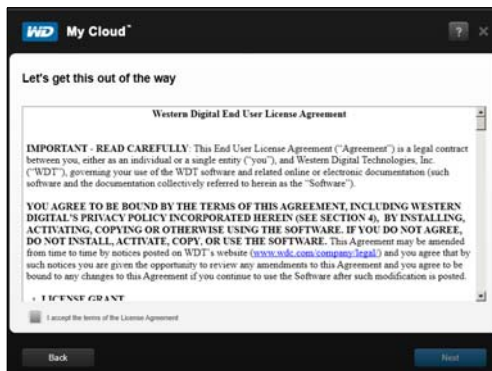 WD My Cloud™
?
Let's get this out of the way
Western Digital End User License Agreement
IMPORTANT - READ CAREFULLY: This End User License Agreement ("Agreement") is a legal contract
between you, either as an individual or a single entity ("you"), and Western Digital Technologies, Inc.
("WDT"), governing your use of the WDT software and related online or electronic documentation (such
software and the documentation collectively referred to herein as the "Software").
YOU AGREE TO BE BOUND BY THE TERMS OF THIS AGREEMENT, INCLUDING WESTERN
DIGITAL'S PRIVACY POLICY INCORPORATED HEREIN (SEE SECTION 4), BY INSTALLING,
ACTIVATING, COPYING OR OTHERWISE USING THE SOFTWARE. IF YOU DO NOT AGREE,
DO NOT INSTALL, ACTIVATE, COPY, OR USE THE SOFTWARE. This Agreement may be amended
from time to time by notices posted on WDT's website (www.wdc.com/company/legal/) and you agree that by
such notices you are given the opportunity to review any amendments to this Agreement and you agree to be
bound to any changes to this Agreement if you continue to use the Software after such modification is posted.
1. LICENSE GRANT
I accept the terms of the License Agreement
Back
Next